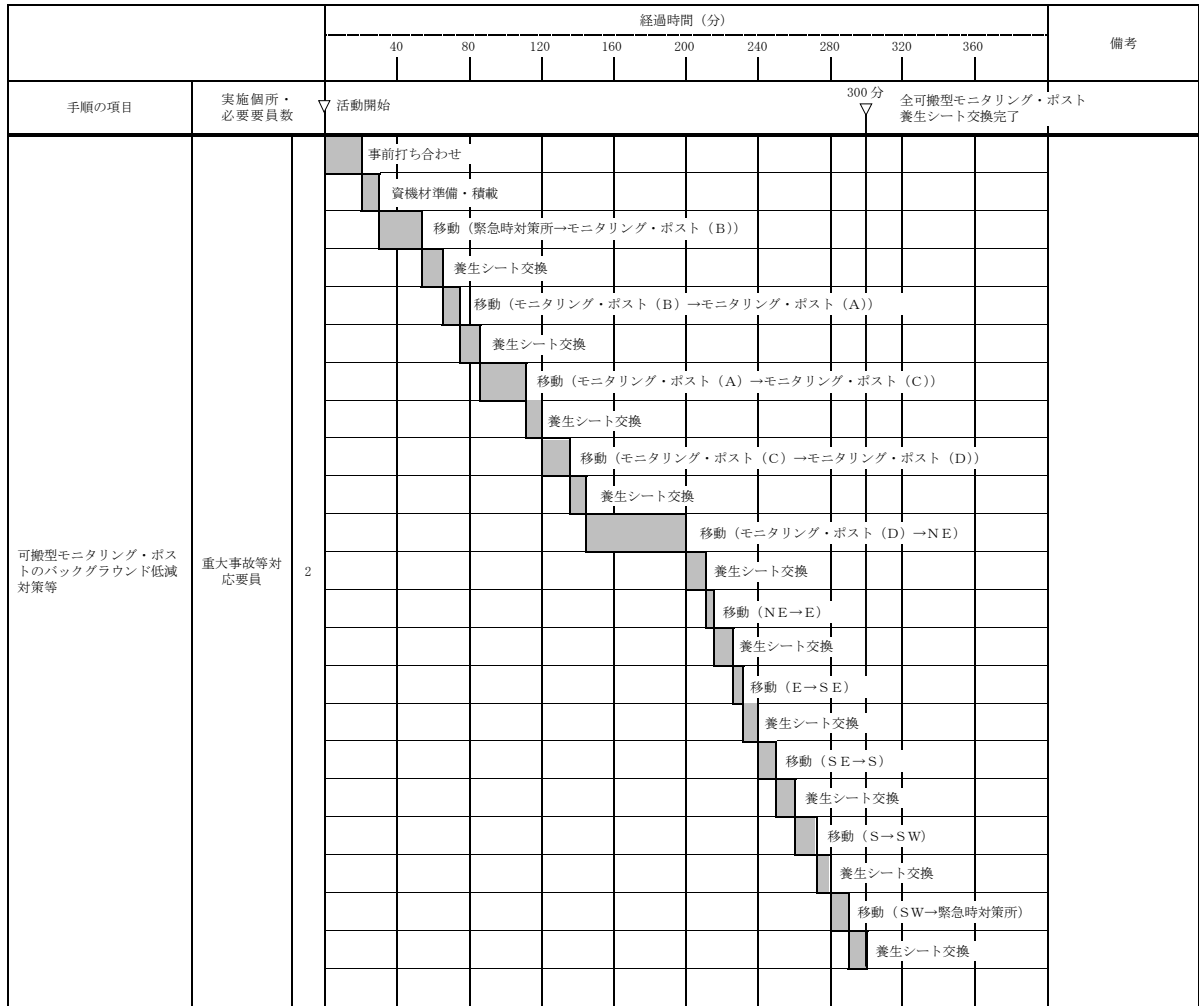 経過時間（分）
備考
40 80 120 160 200 240 280 320 360
手順の項目
実施個所・
必要要員数
活動開始
300 分
全可搬型モニタリング・ポスト
養生シート交換完了
事前打ち合わせ
資機材準備・積載
移動（緊急時対策所→モニタリング・ポスト（Ｂ））
養生シート交換
移動（モニタリング・ポスト（Ｂ）→モニタリング・ポスト（Ａ））
養生シート交換
移動（モニタリング・ポスト（Ａ）→モニタリング・ポスト（Ｃ））
養生シート交換
移動（モニタリング・ポスト（Ｃ）→モニタリング・ポスト（Ｄ））
養生シート交換
移動（モニタリング・ポスト（Ｄ）→ＮＥ）
可搬型モニタリング・ポス
トのバックグラウンド低減
対策等
重大事故等対
応要員
2
養生シート交換
移動（ＮＥ→Ｅ）
養生シート交換
移動（Ｅ→ＳＥ）
養生シート交換
移動（ＳＥ→Ｓ）
養生シート交換
移動（Ｓ→ＳＷ）
養生シート交換
移動（ＳＷ→緊急時対策所）
養生シート交換